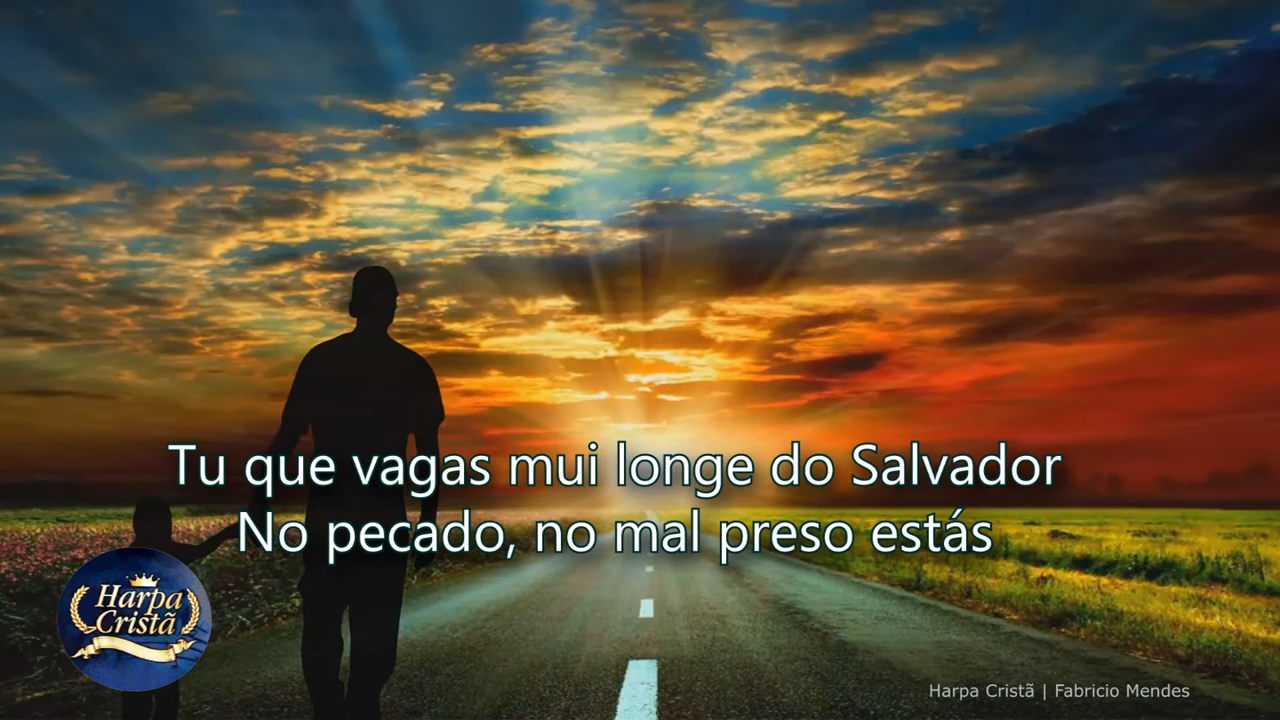 Tu que vagas mui longe do Salvador
No pecado, no mal preso estás
Harpa
Cristã
Harpa Cristã | Fabricio Mendes